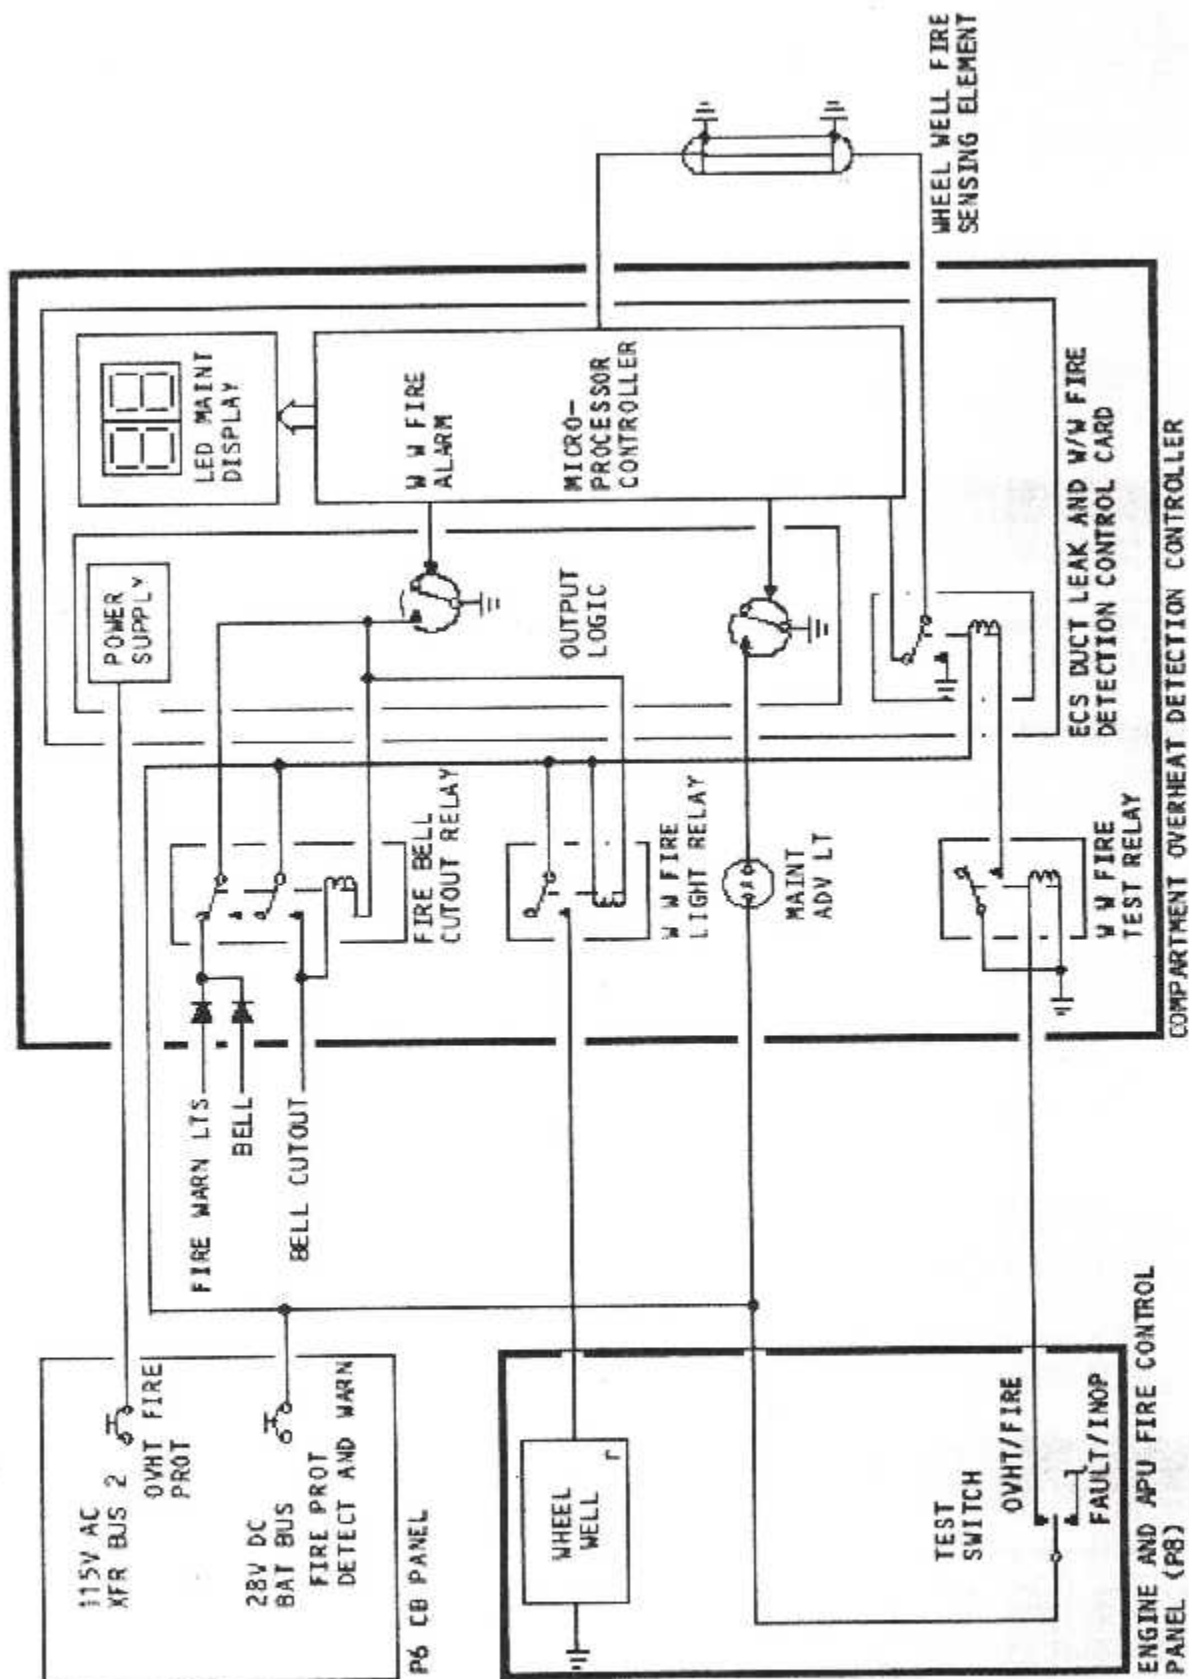 115V AC
XFR BUS 2
OVHT FIRE
PROT
28V DC
BAT BUS
FIRE PROT
DETECT AND WARN
P6 CB PANEL
WHEEL
WELL
r
TEST
SWITCH
OVHT/FIRE
FAULT/INOP
ENGINE AND APU FIRE CONTROL
PANEL (P8)
FIRE WARN LTS
BELL
BELL CUTOUT
FIRE BELL
CUTOUT RELAY
W W FIRE
LIGHT RELAY
MAINT
ADV LT
W W FIRE
TEST RELAY
POWER
SUPPLY
OUTPUT
LOGIC
LED MAINT
DISPLAY
W W FIRE
ALARM
MICRO-
PROCESSOR
CONTROLLER
ECS DUCT LEAK AND W/W FIRE
DETECTION CONTROL CARD
COMPARTMENT OVERHEAT DETECTION CONTROLLER
WHEEL WELL FIRE
SENSING ELEMENT